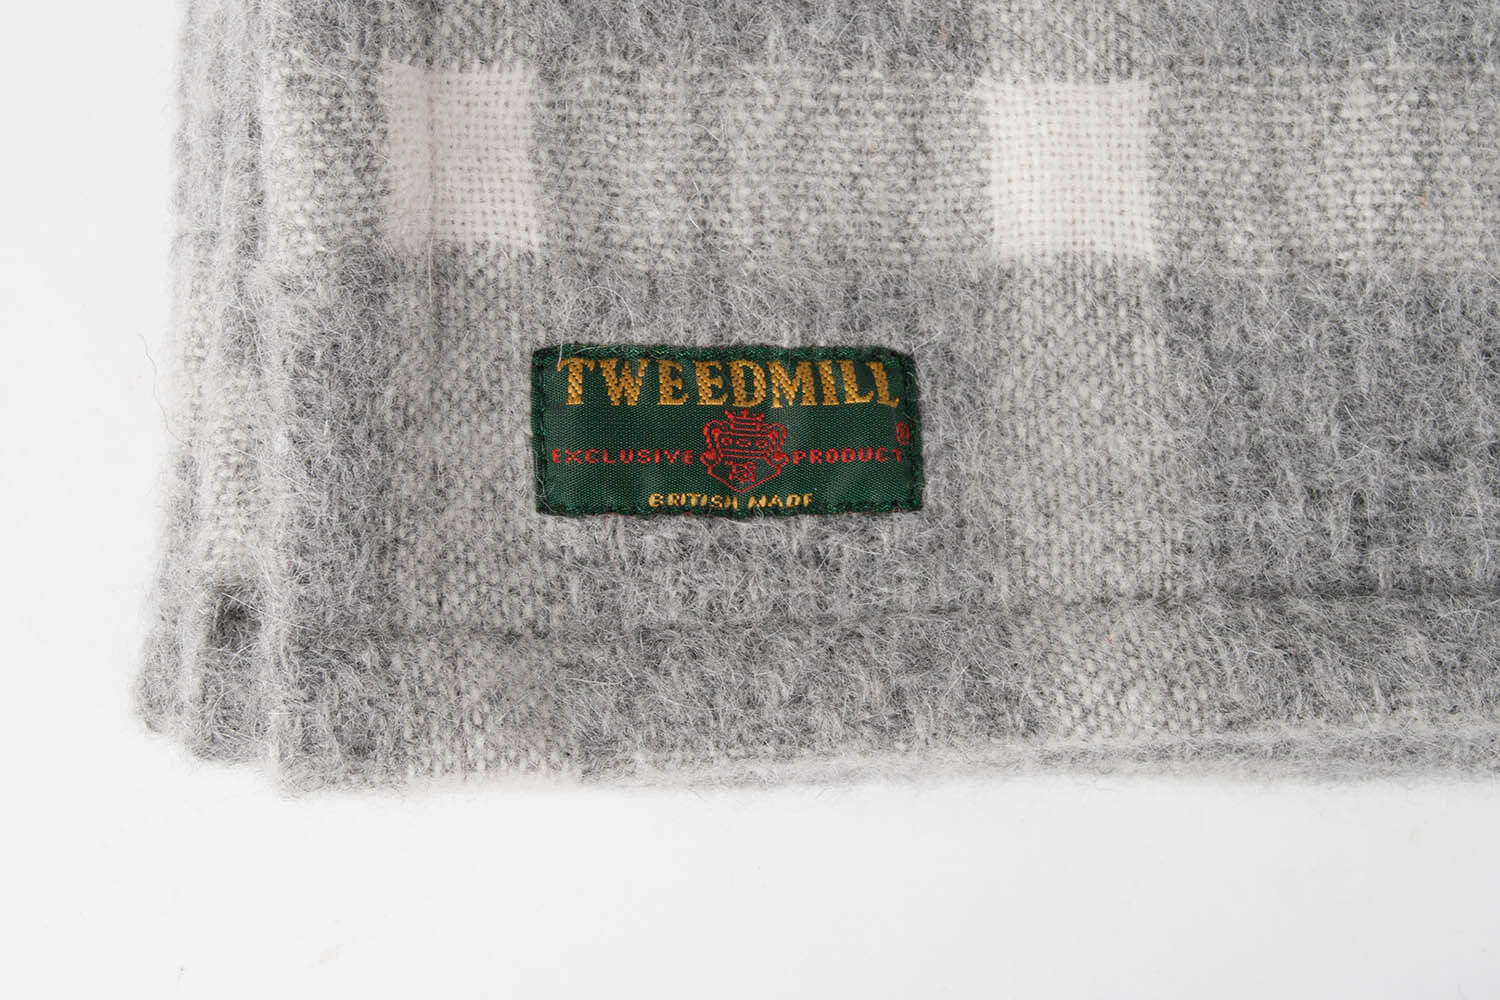 TWEEDMILL
®
EXCLUSIVE PRODUCT
BRITISH MADE